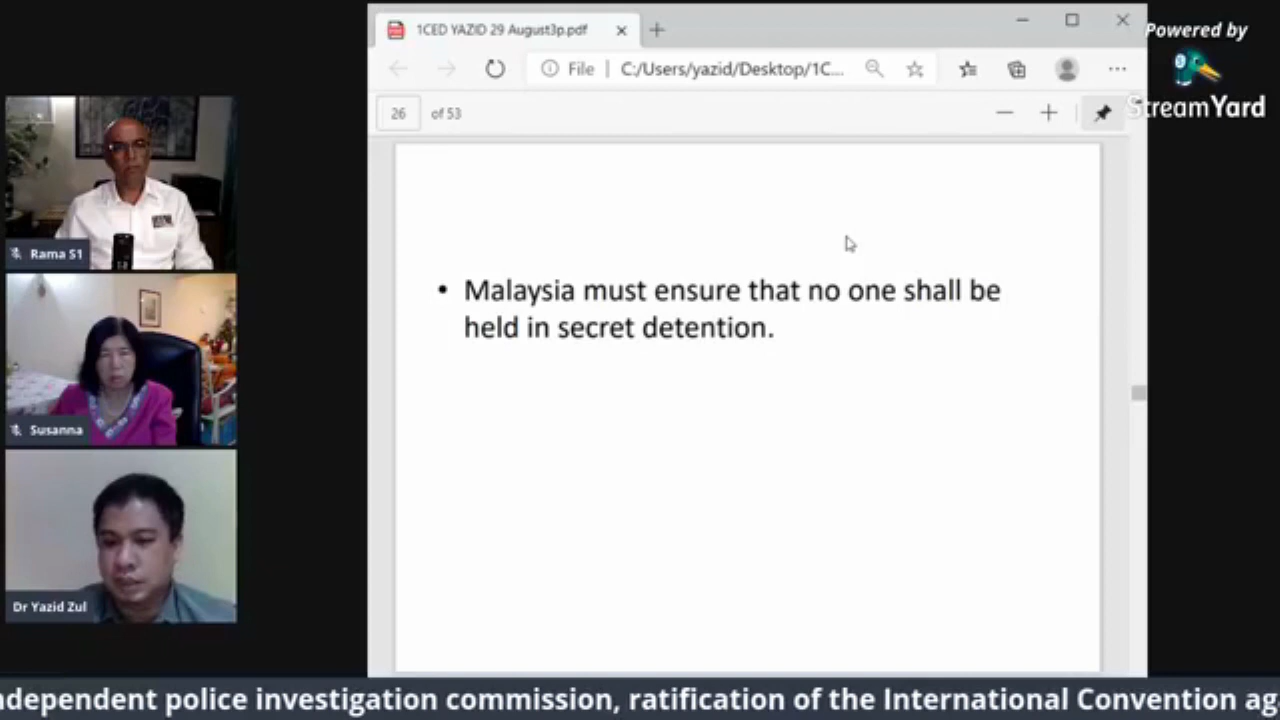 1CED YAZID 29 August3p.pdf
File
C:/Users/yazid/Desktop/1C...
26 of 53
Powered by
StreamYard
Rama S1
Susanna
Dr Yazid Zul
• Malaysia must ensure that no one shall be
held in secret detention.
ndependent police investigation commission, ratification of the International Convention ag